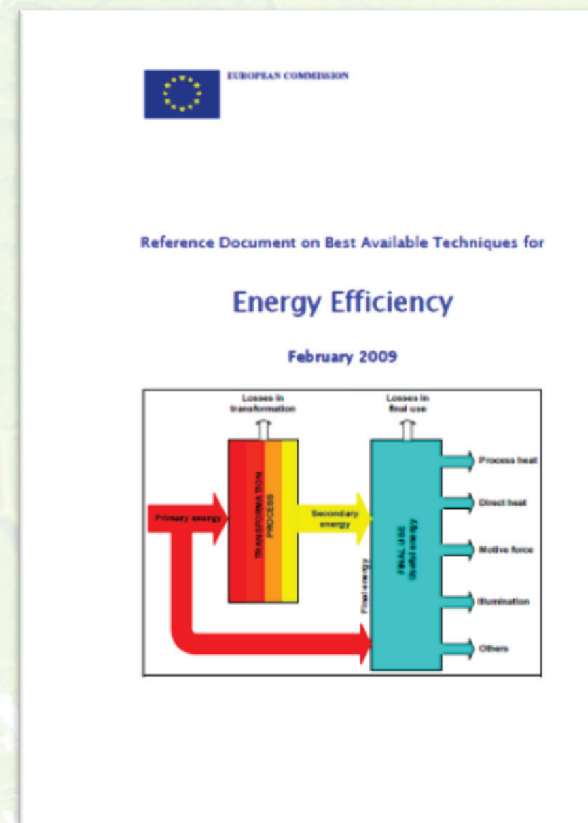 EUROPEAN COMMISSION
Reference Document on Best Available Techniques for
Energy Efficiency
February 2009
Losses in
transformation
Losses in
final use
Primary energy
TRANSFORMATION
PROCESS
Secondary
energy
Final energy
FINAL USE
Useful energy
Process heat
Direct heat
Motive force
Illumination
Others